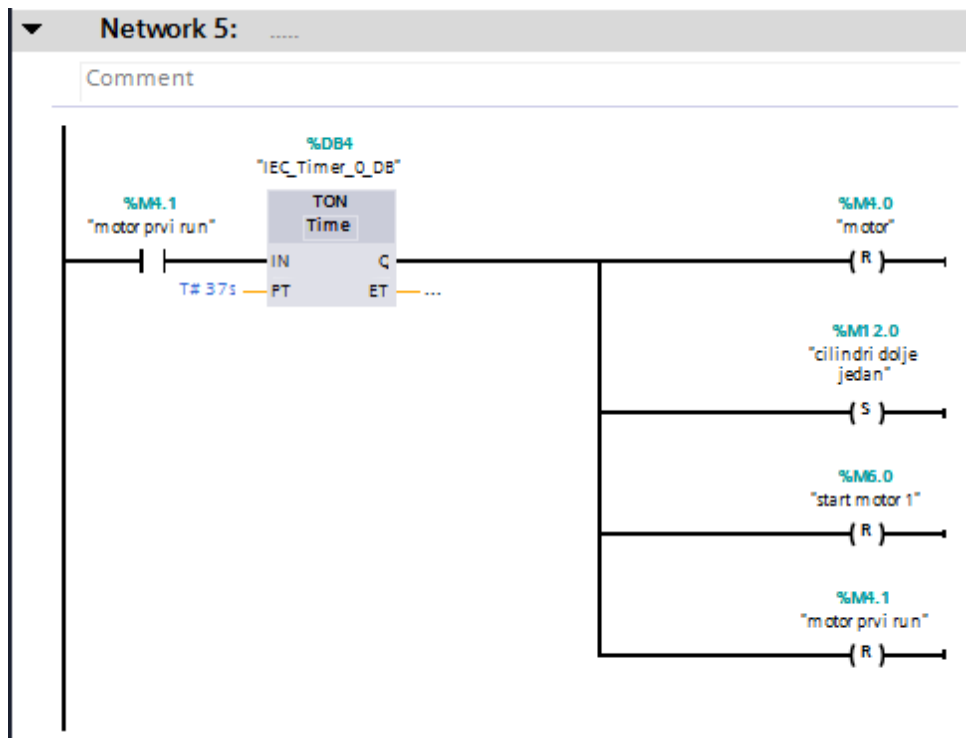 Network 5: .....
Comment
%DB4
"IEC_Timer_0_DB"
%M4.1
"motor prvi run"
TON
Time
IN
Q
T# 37s
PT
ET
...
%M4.0
"motor"
R
%M12.0
"cilindri dolje
jedan"
S
%M6.0
"start motor 1"
R
%M4.1
"motor prvi run"
R